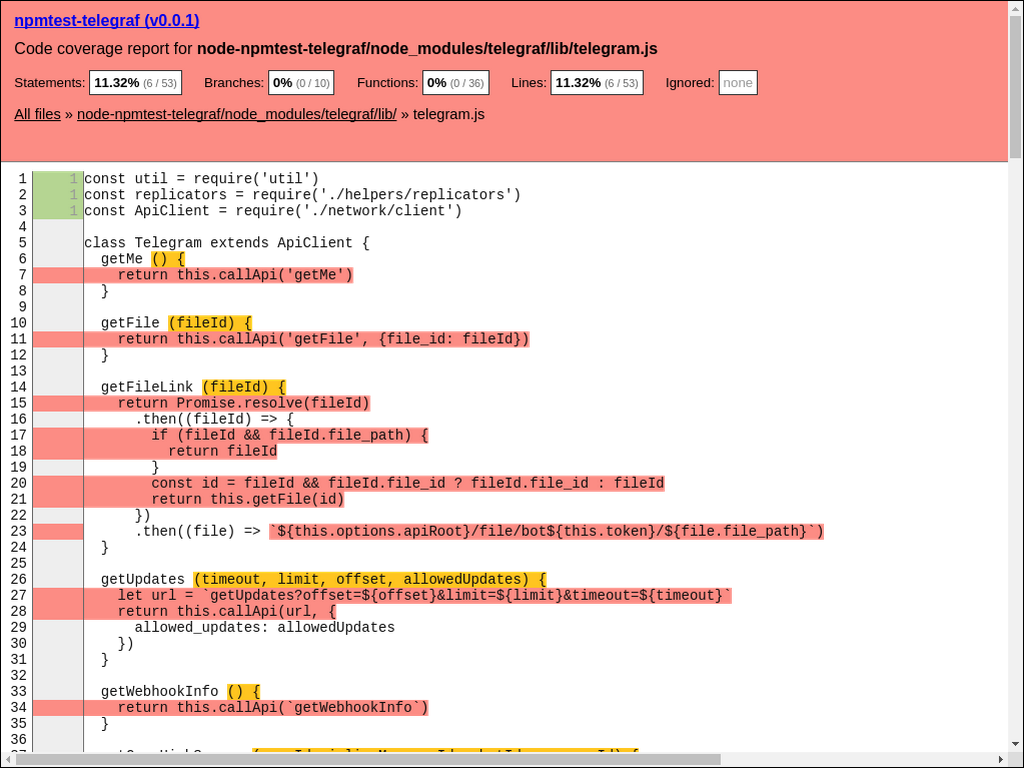 npmtest-telegraf (v0.0.1)
Code coverage report for node-npmtest-telegraf/node_modules/telegraf/lib/telegram.js
Statements: 11.32% (6 / 53) Branches: 0% (0 / 10) Functions: 0% (0 / 36) Lines: 11.32% (6 / 53) Ignored: none
All files » node-npmtest-telegraf/node_modules/telegraf/lib/ » telegram.js
1 1 const util = require('util')
2 1 const replicators = require('./helpers/replicators')
3 1 const ApiClient = require('./network/client')
4
5 class Telegram extends ApiClient {
6 getMe () {
7 return this.callApi('getMe')
8 }
9
10 getFile (fileId) {
11 return this.callApi('getFile', {file_id: fileId})
12 }
13
14 getFileLink (fileId) {
15 return Promise.resolve(fileId)
16 .then((fileId) => {
17 if (fileId && fileId.file_path) {
18 return fileId
19 }
20 const id = fileId && fileId.file_id ? fileId.file_id : fileId
21 return this.getFile(id)
22 })
23 .then((file) => `${this.options.apiRoot}/file/bot${this.token}/${file.file_path}`)
24 }
25
26 getUpdates (timeout, limit, offset, allowedUpdates) {
27 let url = `getUpdates?offset=${offset}&limit=${limit}&timeout=${timeout}`
28 return this.callApi(url, {
29 allowed_updates: allowedUpdates
30 })
31 }
32
33 getWebhookInfo () {
34 return this.callApi(`getWebhookInfo`)
35 }
36